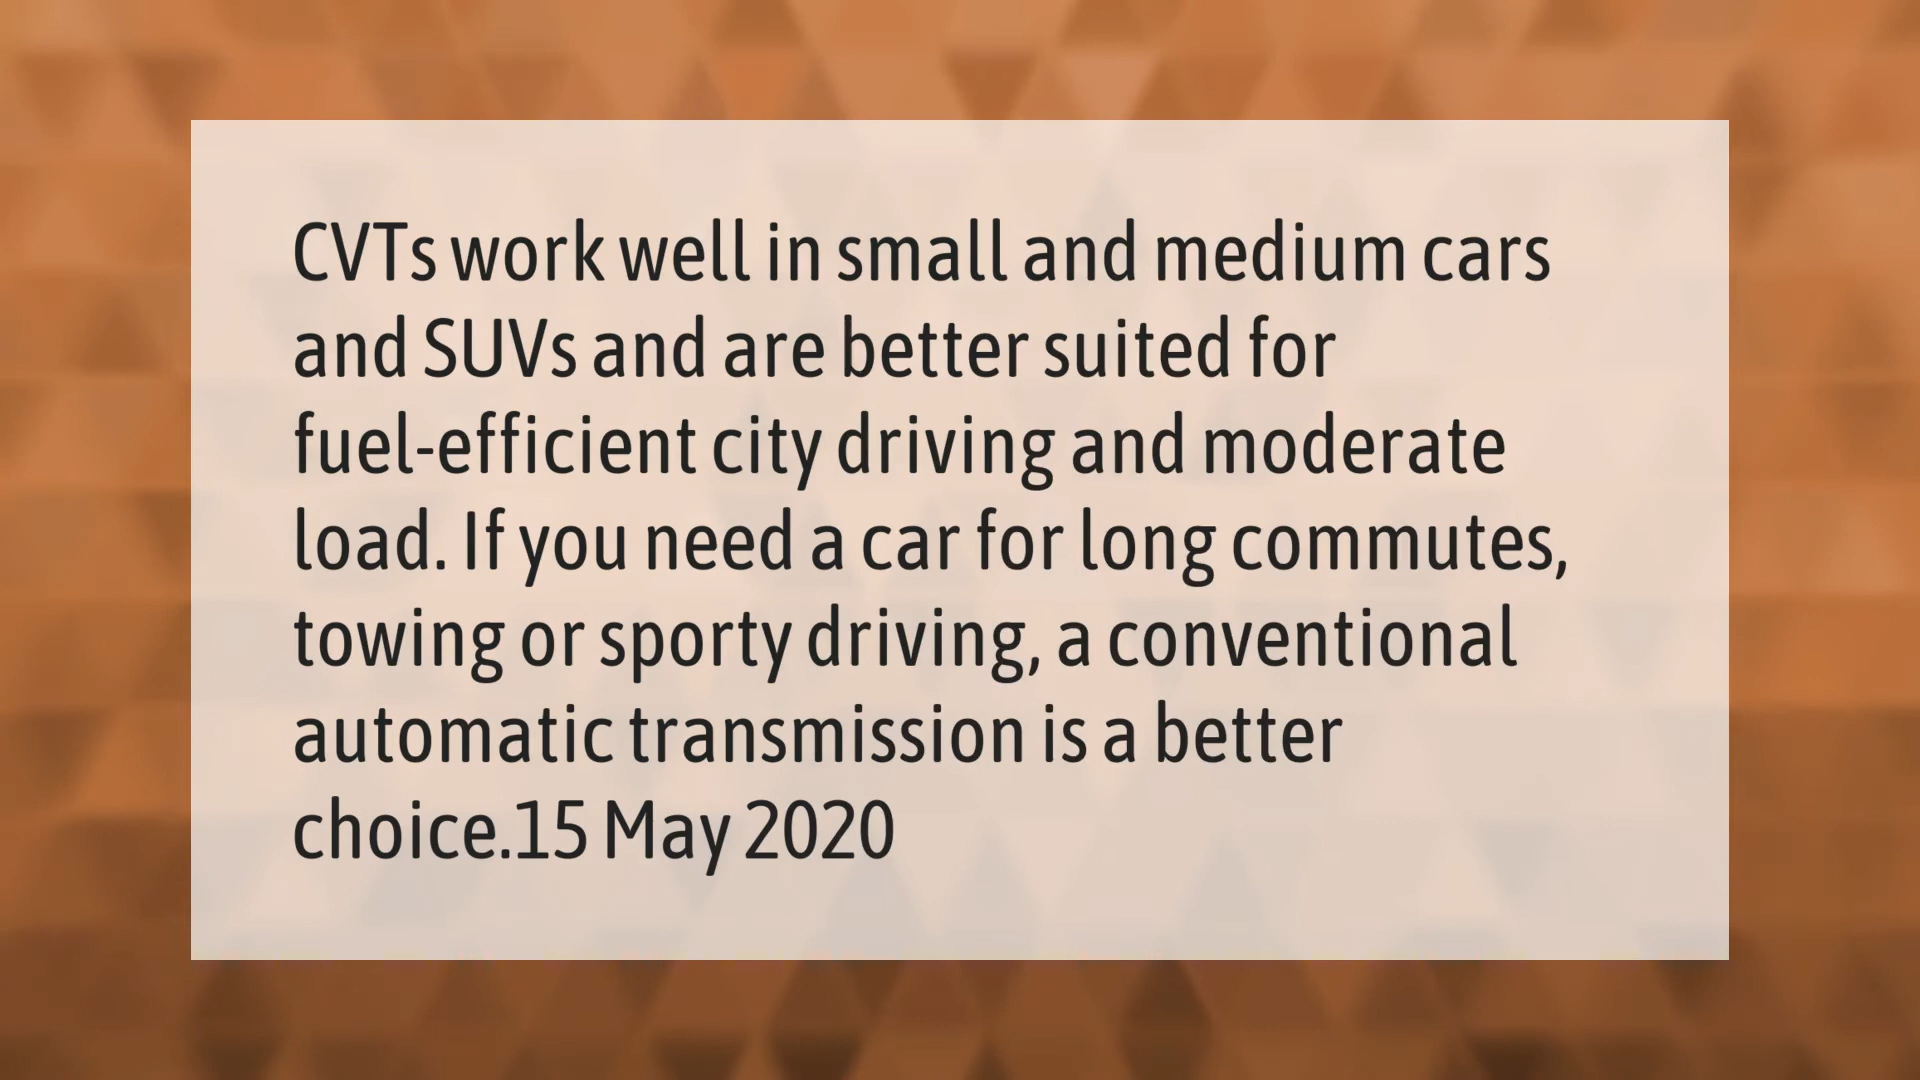 CVTs work well in small and medium cars
and SUVs and are better suited for
fuel-efficient city driving and moderate
load. If you need a car for long commutes,
towing or sporty driving, a conventional
automatic transmission is a better
choice.15 May 2020